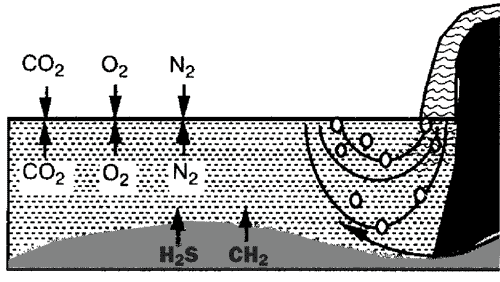 CO₂ O₂ N₂
CO₂ O₂ N₂
H₂S CH₂